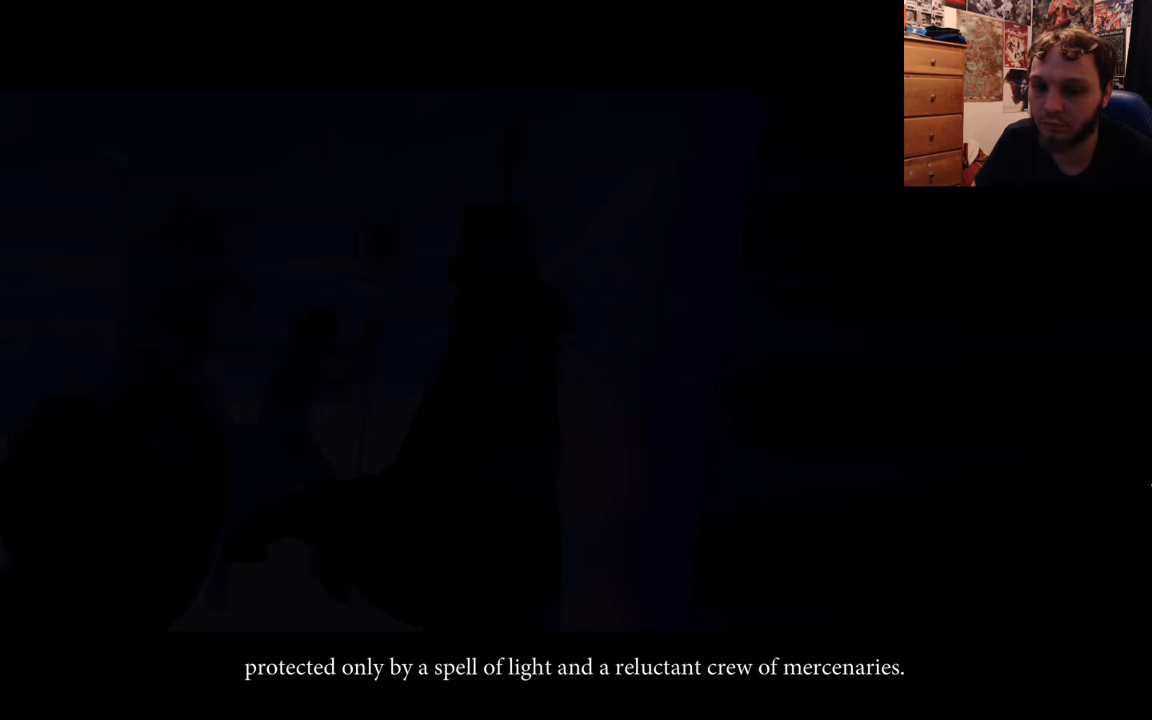 protected only by a spell of light and a reluctant crew of mercenaries.